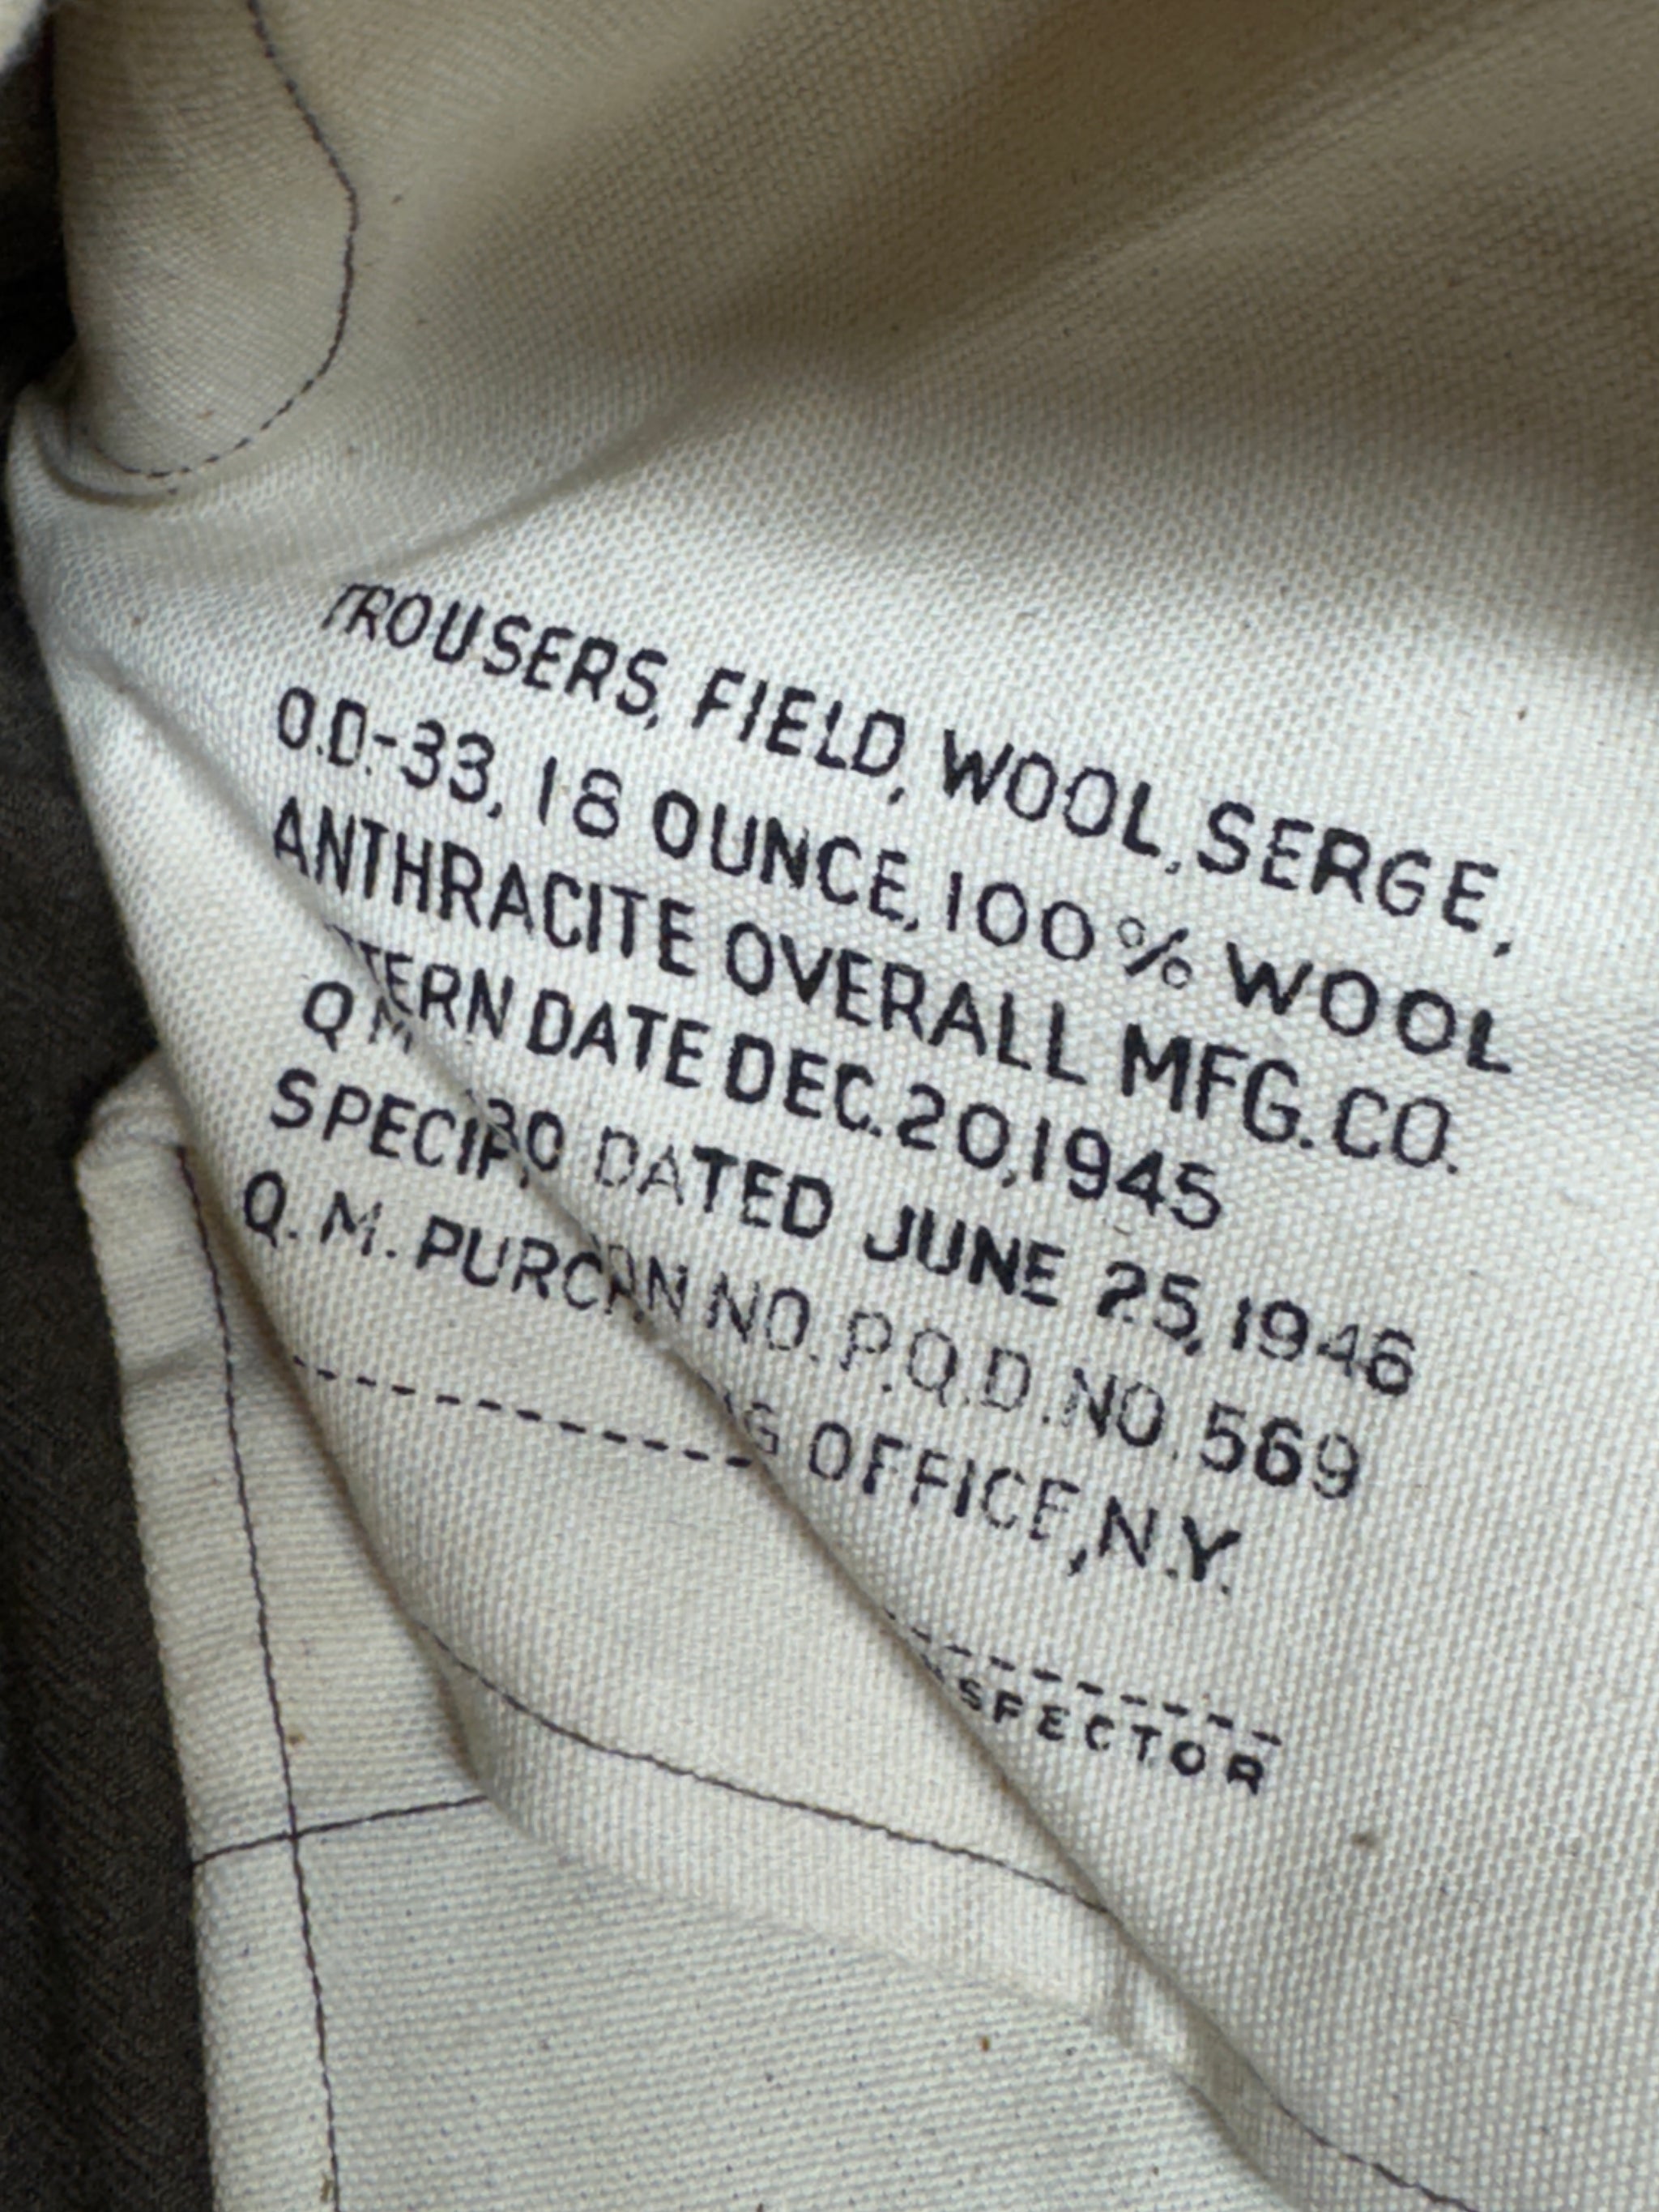 TROUSERS, FIELD, WOOL, SERGE,
O.D.-33, 18 OUNCE, 100% WOOL
ANTHRACITE OVERALL MFG. CO.
TERN DATE DEC. 20, 1945
Q M DATED JUNE 25, 1946
SPECIF NO. P.Q.D. NO. 569
Q. M. PURC G OFFICE, N.Y.
SPECTOR